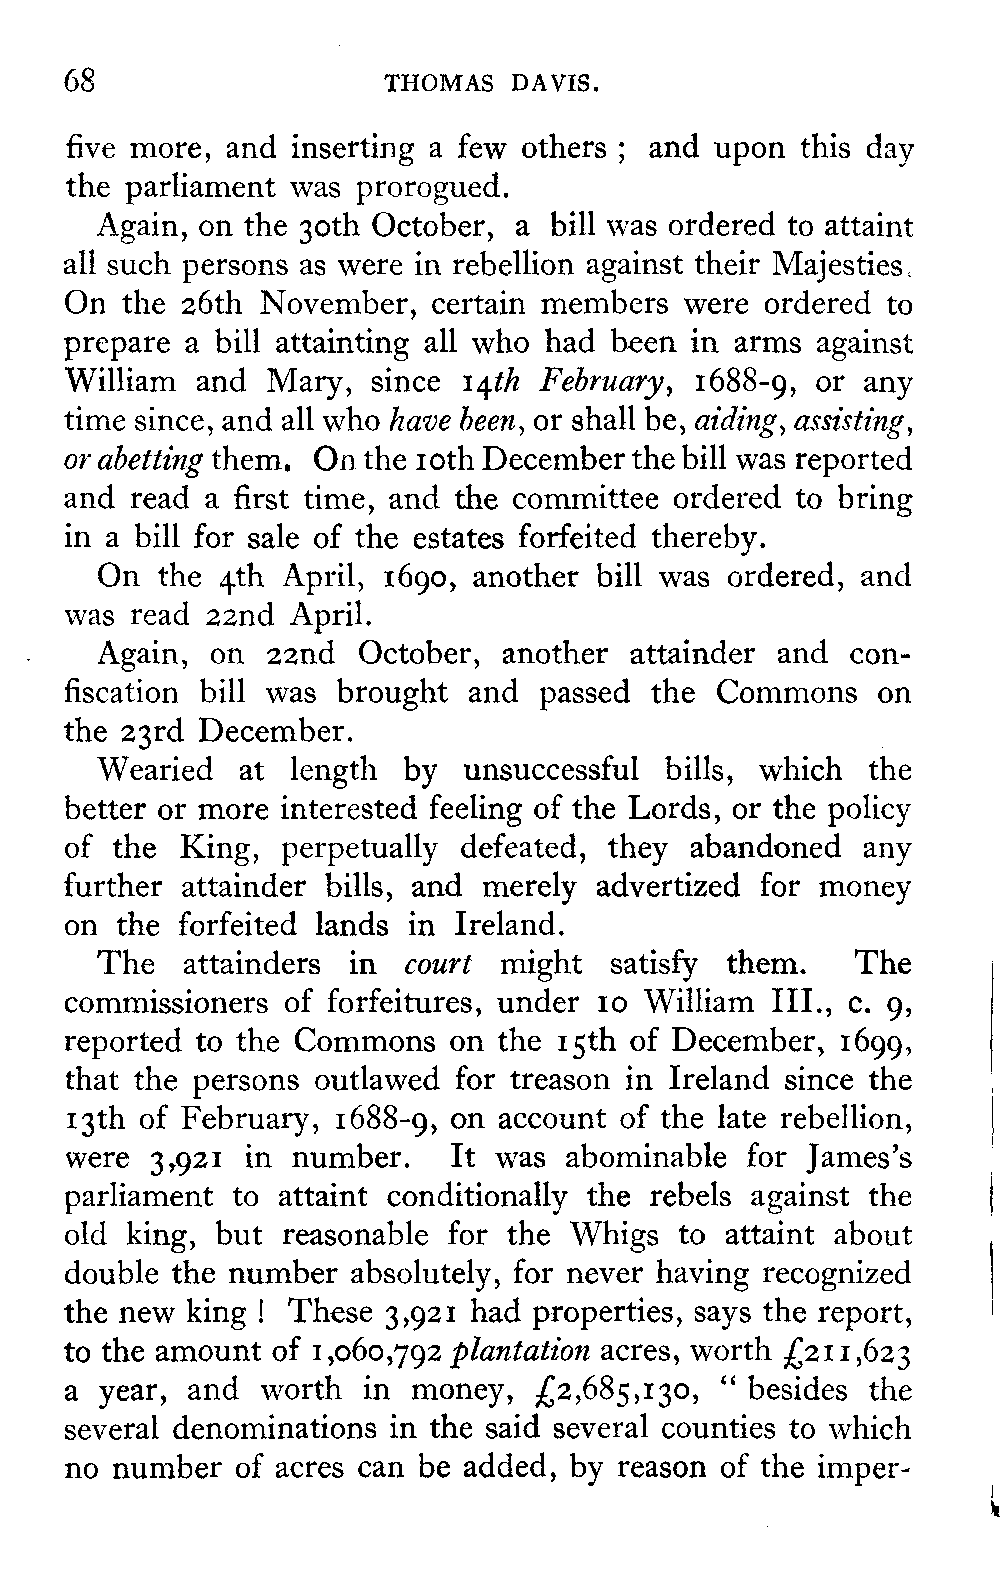 68 THOMAS DAVIS.
five more, and inserting a few others ; and upon this day
the parliament was prorogued.
Again, on the 30th October, a bill was ordered to attaint
all such persons as were in rebellion against their Majesties.
On the 26th November, certain members were ordered to
prepare a bill attainting all who had been in arms against
William and Mary, since 14th February, 1688-9, or any
time since, and all who have been, or shall be, aiding, assisting,
or abetting them. On the 10th December the bill was reported
and read a first time, and the committee ordered to bring
in a bill for sale of the estates forfeited thereby.
On the 4th April, 1690, another bill was ordered, and
was read 22nd April.
Again, on 22nd October, another attainder and con-
fiscation bill was brought and passed the Commons on
the 23rd December.
Wearied at length by unsuccessful bills, which the
better or more interested feeling of the Lords, or the policy
of the King, perpetually defeated, they abandoned any
further attainder bills, and merely advertized for money
on the forfeited lands in Ireland.
The attainders in court might satisfy them. The
commissioners of forfeitures, under 10 William III., c. 9,
reported to the Commons on the 15th of December, 1699,
that the persons outlawed for treason in Ireland since the
13th of February, 1688-9, on account of the late rebellion,
were 3,921 in number. It was abominable for James's
parliament to attaint conditionally the rebels against the
old king, but reasonable for the Whigs to attaint about
double the number absolutely, for never having recognized
the new king ! These 3,921 had properties, says the report,
to the amount of 1,060,792 plantation acres, worth £211,623
a year, and worth in money, £2,685,130, “ besides the
several denominations in the said several counties to which
no number of acres can be added, by reason of the imper-